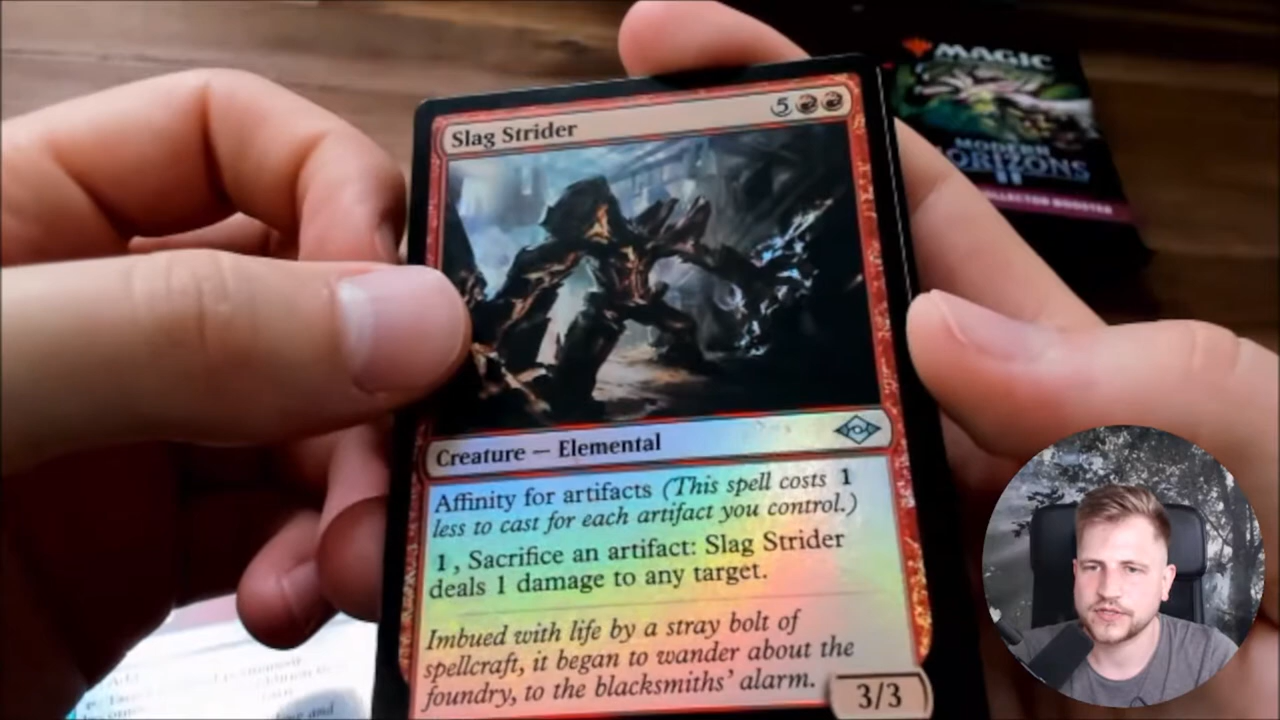 MAGIC
MODERN
HORIZONS
II
COLLECTOR BOOSTER
Slag Strider
5
Creature — Elemental
Affinity for artifacts (This spell costs 1
less to cast for each artifact you control.)
1, Sacrifice an artifact: Slag Strider
deals 1 damage to any target.
Imbued with life by a stray bolt of
spellcraft, it began to wander about the
foundry, to the blacksmiths' alarm.
3/3